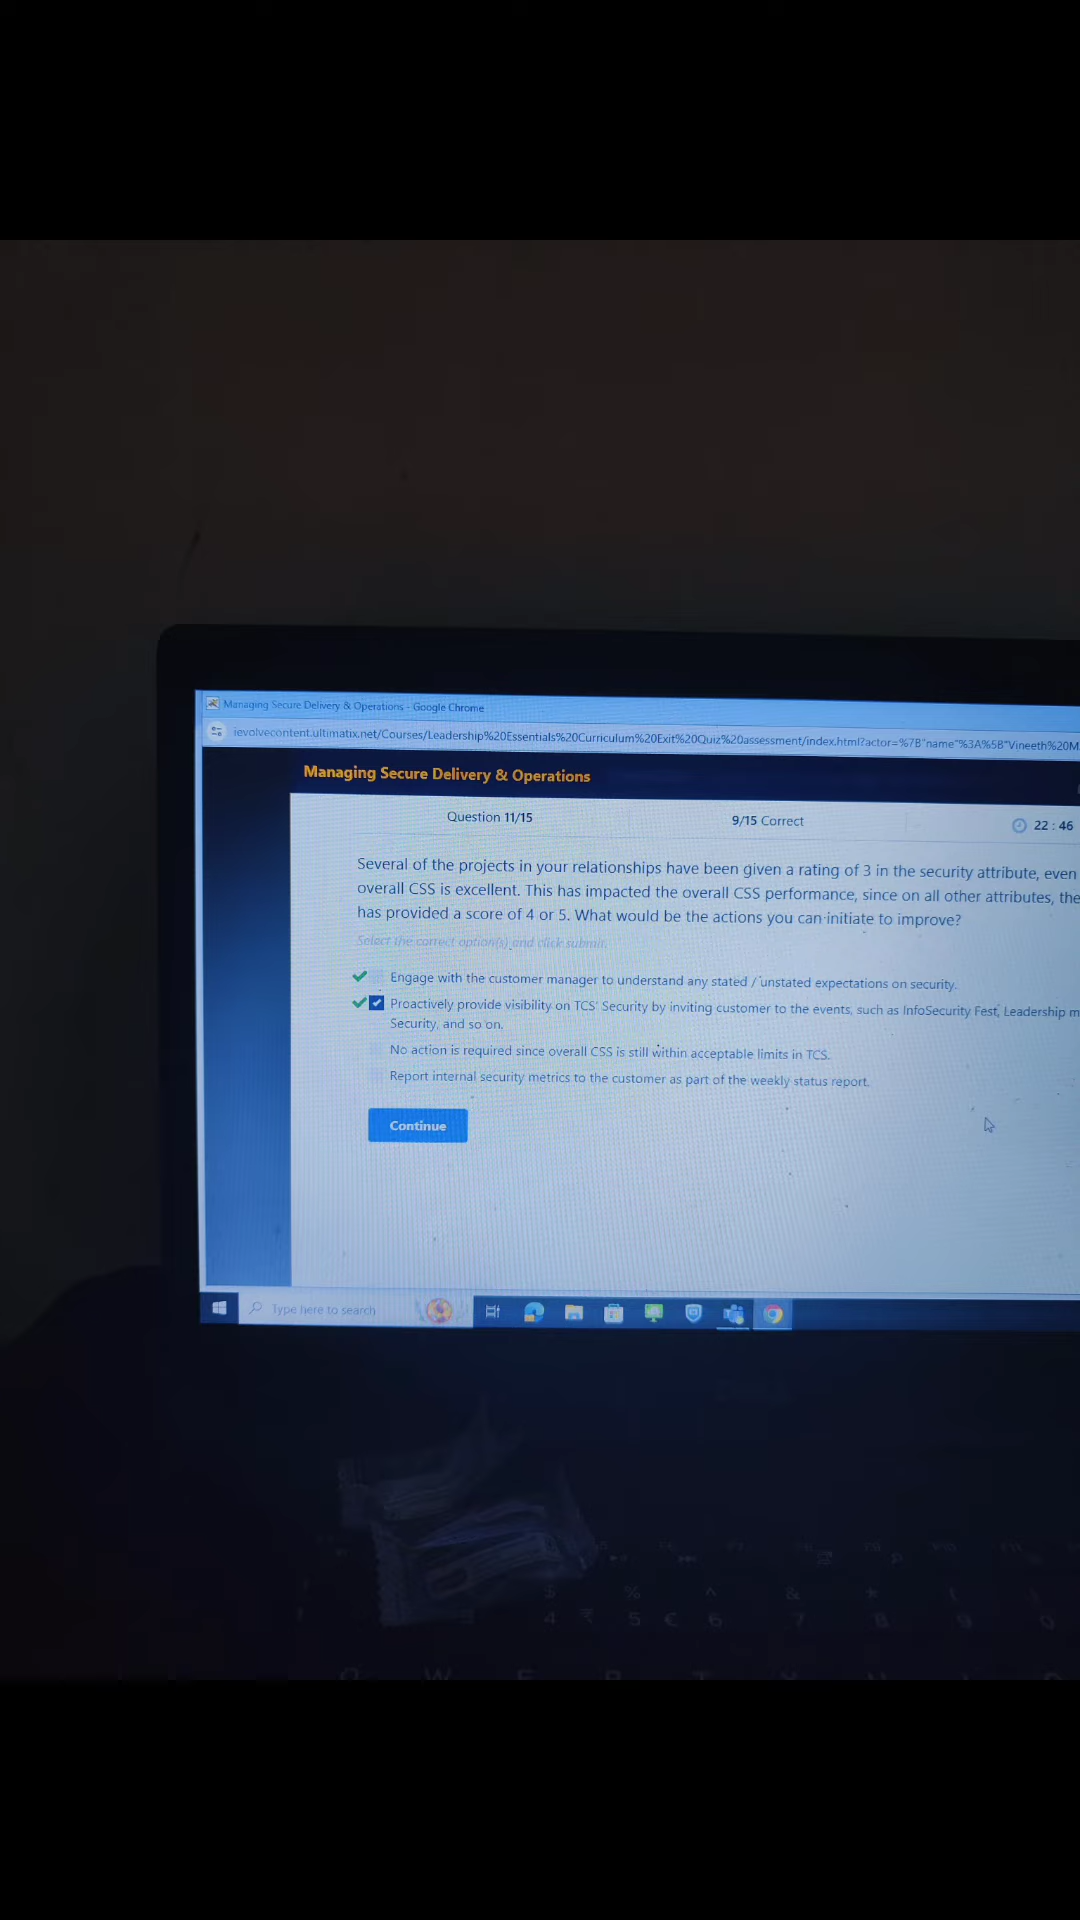 Managing Secure Delivery & Operations - Google Chrome
ievolvecontent.ultimatix.net/Courses/Leadership%20Essentials%20Curriculum%20Exit%20Quiz%20assessment/index.html?actor=%7B"name"%3A%5B"Vineeth%20M
Managing Secure Delivery & Operations
Question 11/15 9/15 Correct 22 : 46
Several of the projects in your relationships have been given a rating of 3 in the security attribute, even
overall CSS is excellent. This has impacted the overall CSS performance, since on all other attributes, the
has provided a score of 4 or 5. What would be the actions you can initiate to improve?
Select the correct option(s) and click submit.
Engage with the customer manager to understand any stated / unstated expectations on security.
Proactively provide visibility on TCS' Security by inviting customer to the events, such as InfoSecurity Fest, Leadership m
Security, and so on.
No action is required since overall CSS is still within acceptable limits in TCS.
Report internal security metrics to the customer as part of the weekly status report.
Continue
Type here to search
$ % ^ & * (
4 ₹ 5 € 6 7 8 9 0
Q W E R T Y